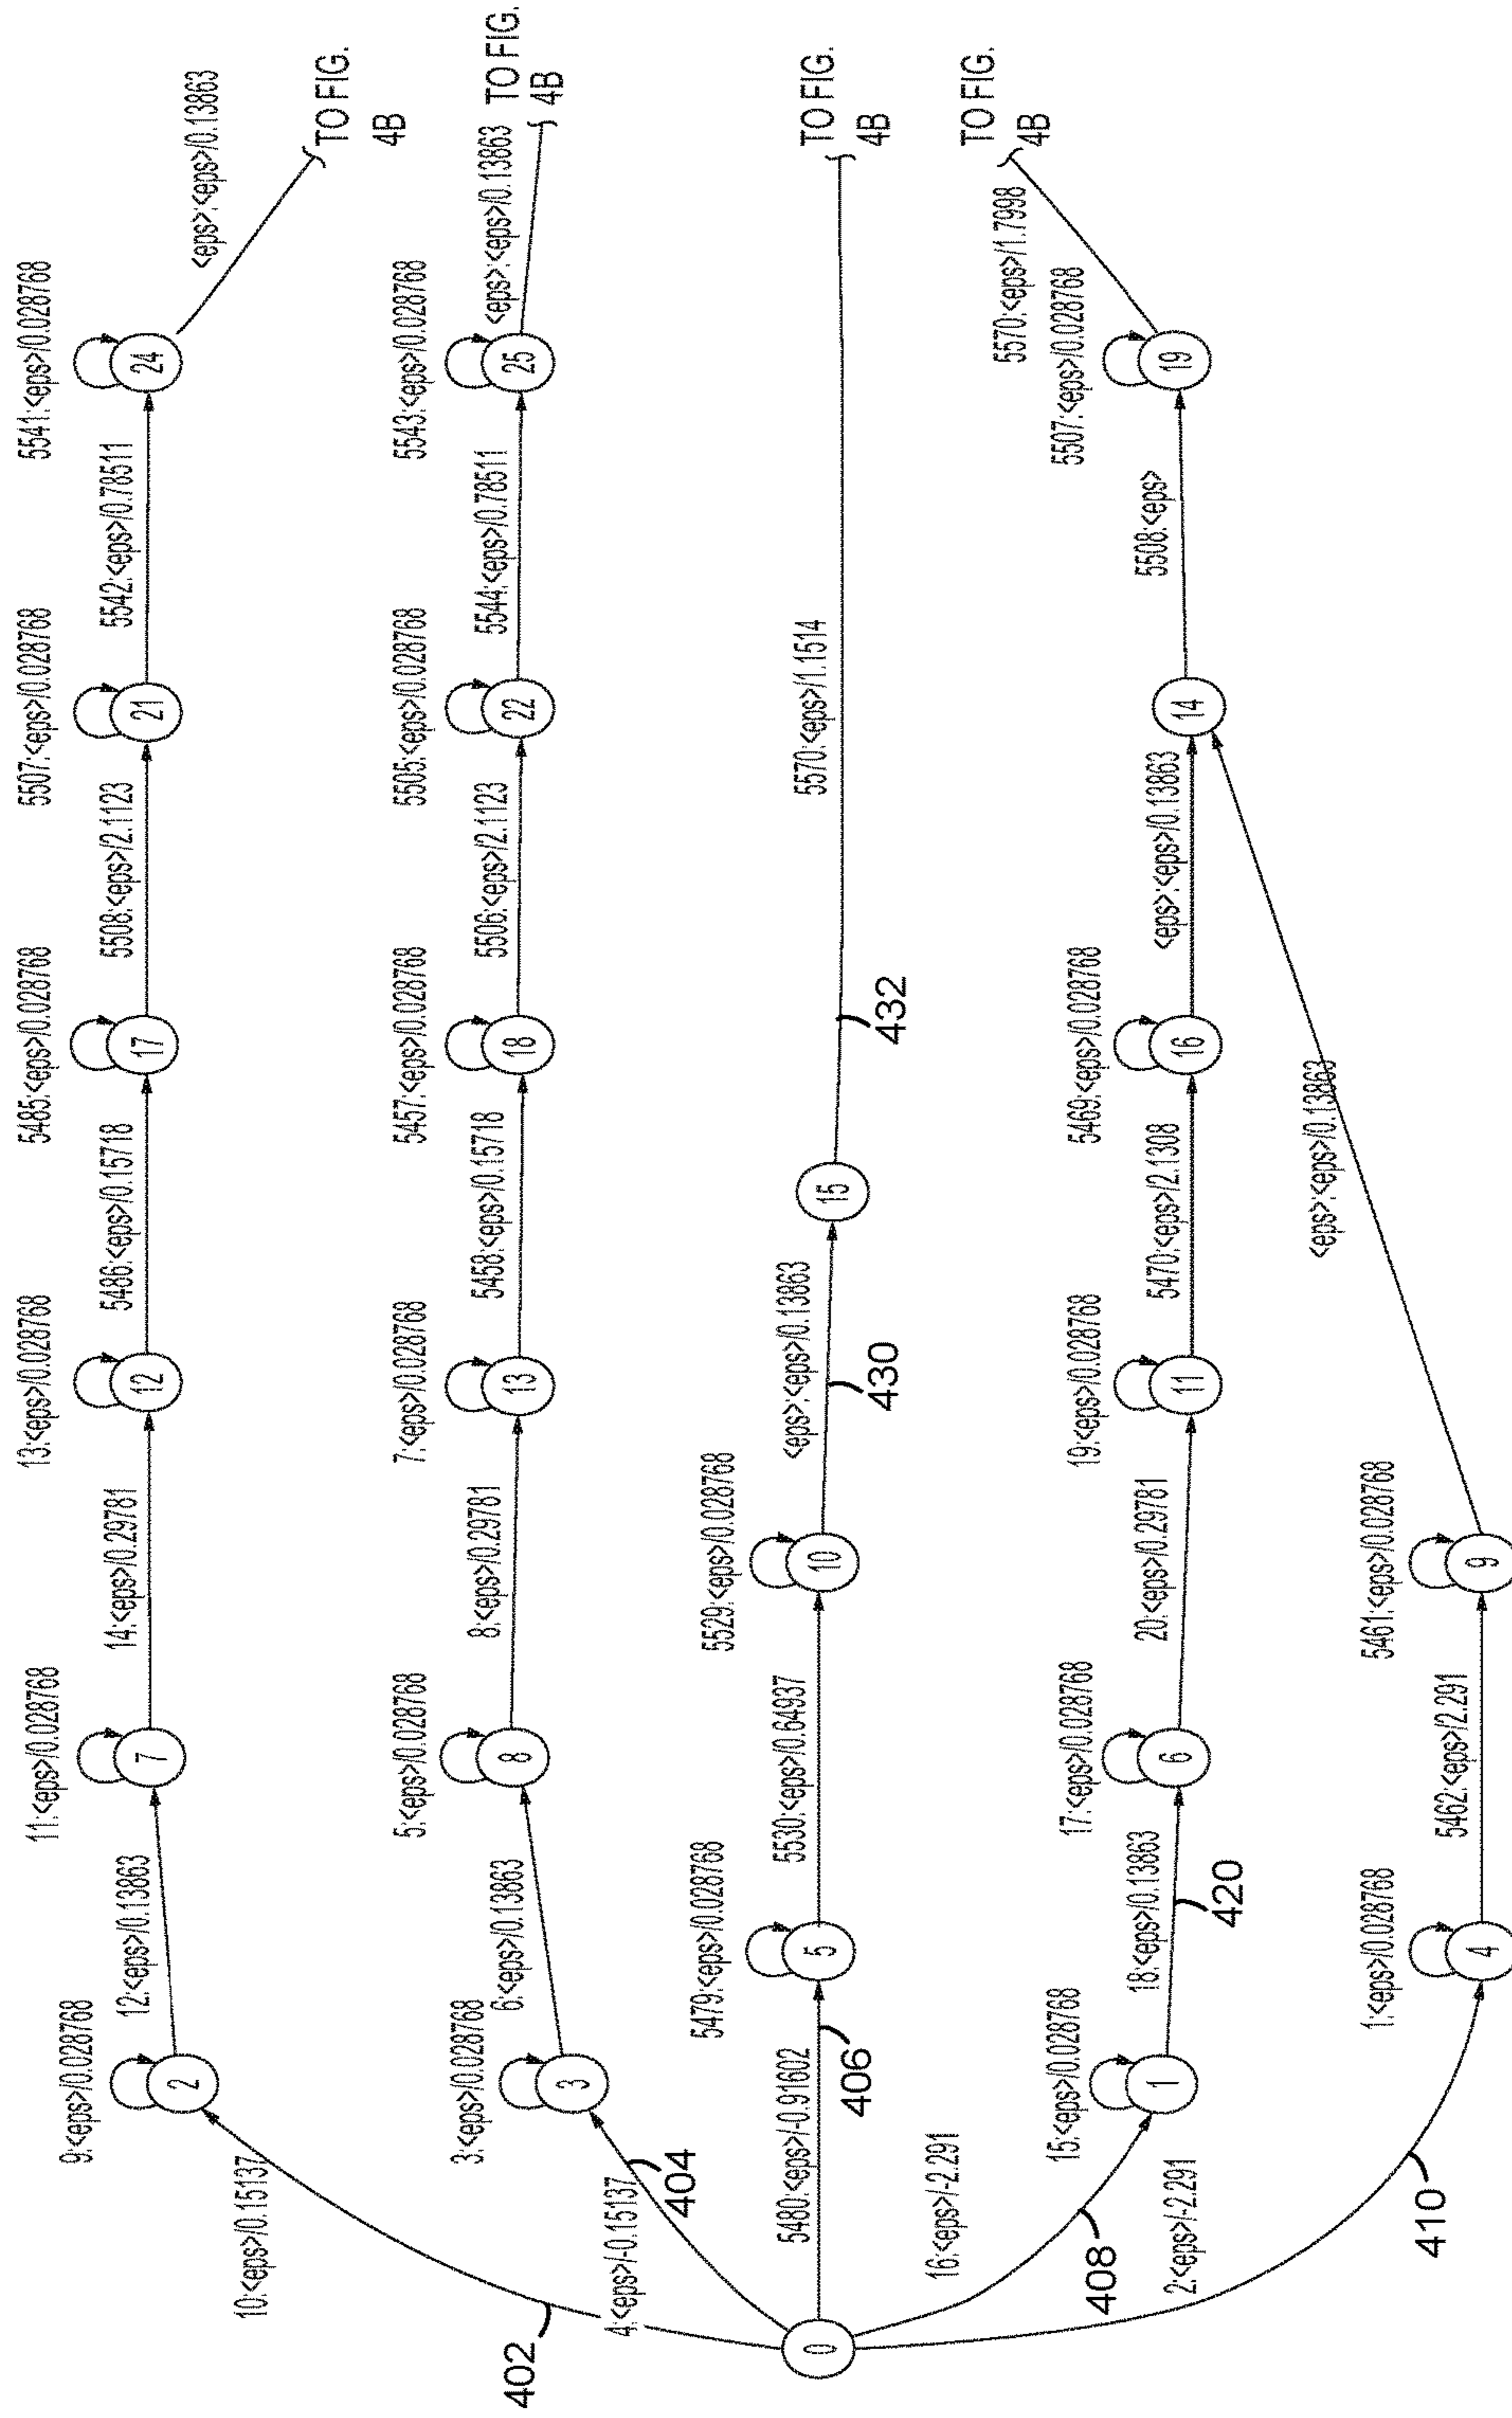 9:<eps>/0.028768
11:<eps>/0.028768
13:<eps>/0.028768
5485:<eps>/0.028768
5507:<eps>/0.028768
5541:<eps>/0.028768
10:<eps>/0.15137
2
12:<eps>/0.13863
7
14:<eps>/0.29781
12
5486:<eps>/0.15718
17
5508:<eps>/2.1123
21
5542:<eps>/0.78511
24
<eps>:<eps>/0.13863
TO FIG.
4B
402
3:<eps>/0.028768
5:<eps>/0.028768
7:<eps>/0.028768
5457:<eps>/0.028768
5505:<eps>/0.028768
5543:<eps>/0.028768
4:<eps>/-0.15137
404
3
6:<eps>/0.13863
8
8:<eps>/0.29781
13
5458:<eps>/0.15718
18
5506:<eps>/2.1123
22
5544:<eps>/0.78511
25
<eps>:<eps>/0.13863
TO FIG.
4B
0
5480:<eps>/-0.91602
406
5479:<eps>/0.028768
5
5530:<eps>/0.64937
5529:<eps>/0.028768
10
<eps>:<eps>/0.13863
430
15
432
5570:<eps>/1.1514
TO FIG.
4B
16:<eps>/-2.291
408
15:<eps>/0.028768
1
18:<eps>/0.13863
420
17:<eps>/0.028768
6
20:<eps>/0.29781
19:<eps>/0.028768
11
5470:<eps>/2.1308
5469:<eps>/0.028768
16
<eps>:<eps>/0.13863
14
5508:<eps>
5507:<eps>/0.028768
19
5570:<eps>/1.7998
TO FIG.
4B
2:<eps>/-2.291
410
1:<eps>/0.028768
4
5462:<eps>/2.291
5461:<eps>/0.028768
9
<eps>:<eps>/0.13863